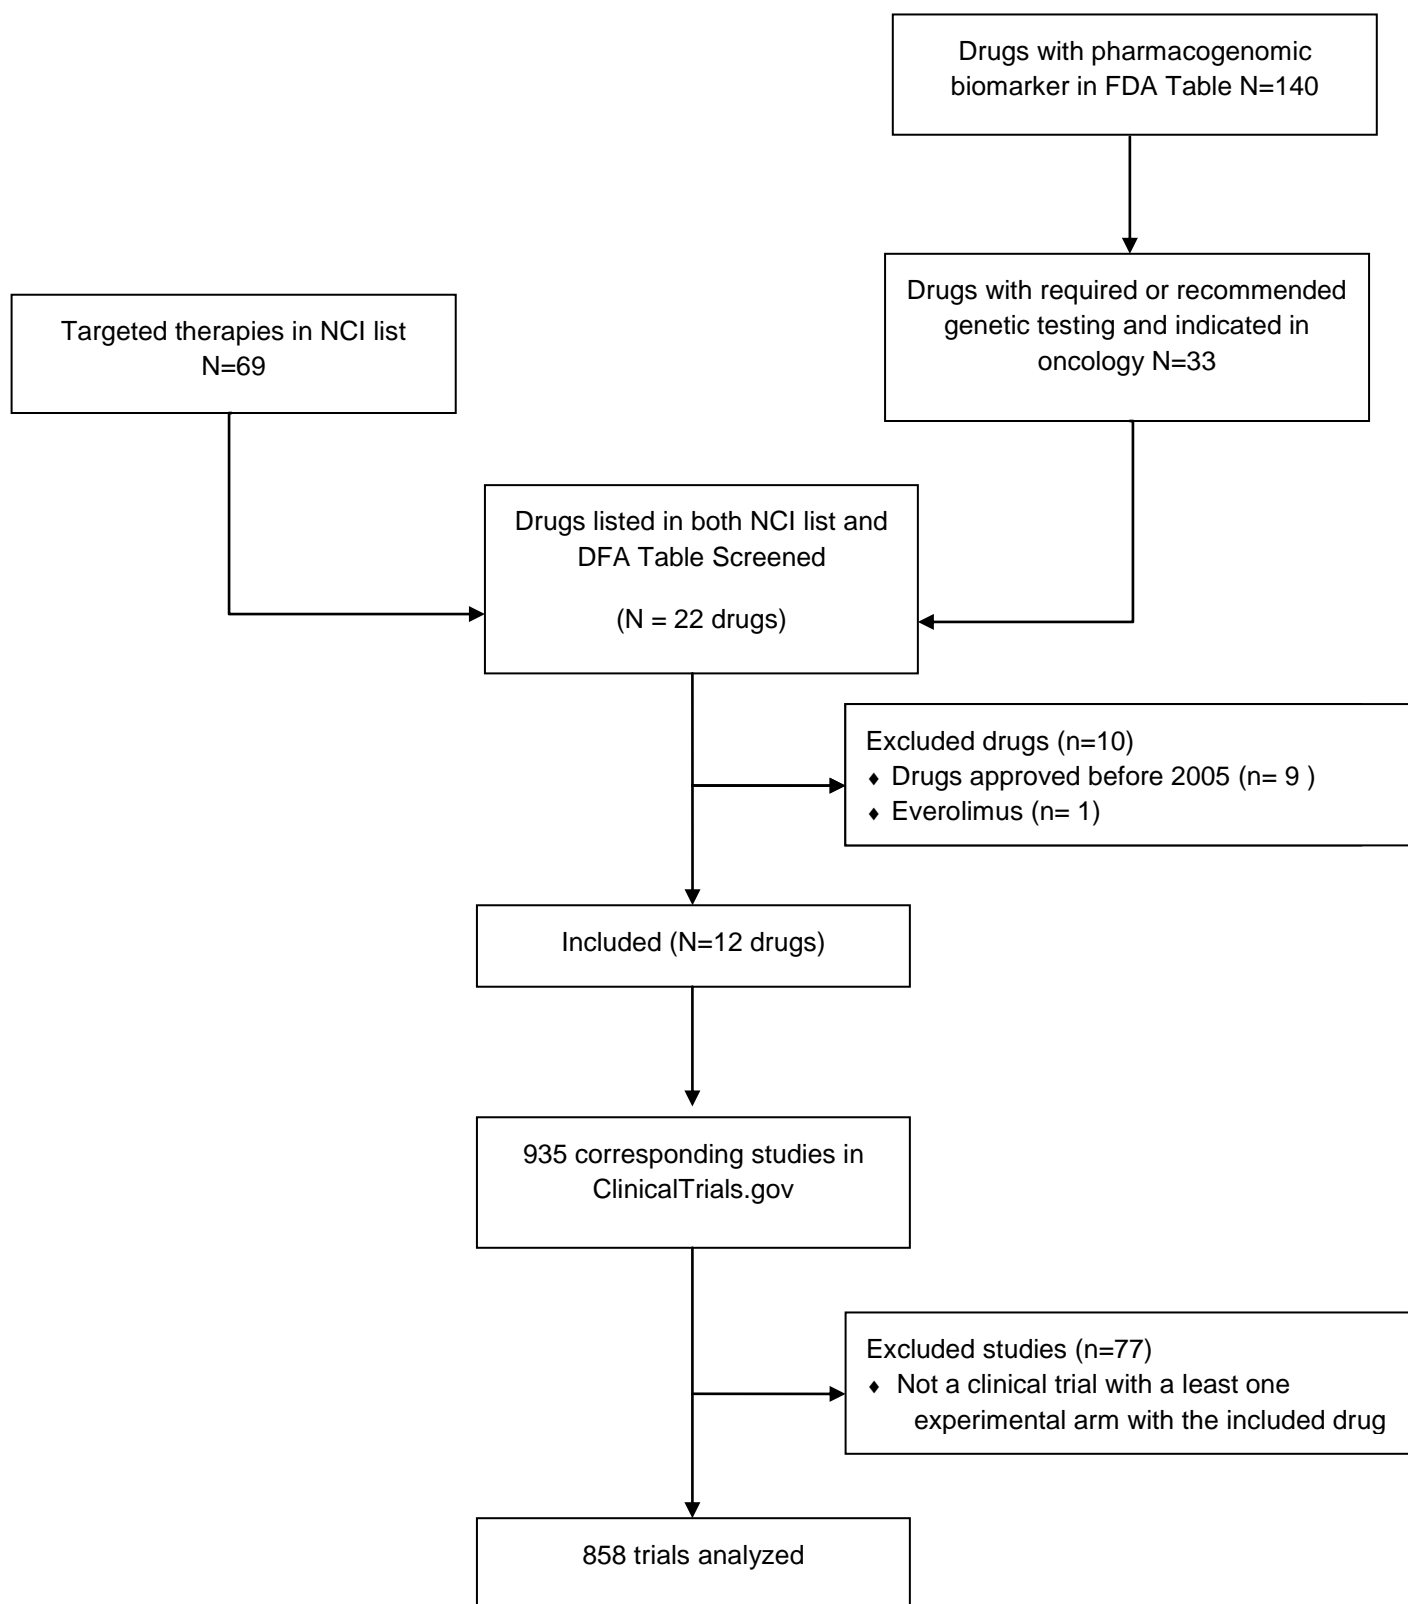 Drugs with pharmacogenomic
biomarker in FDA Table N=140
Drugs with required or recommended
genetic testing and indicated in
oncology N=33
Targeted therapies in NCI list
N=69
Drugs listed in both NCI list and
DFA Table Screened
(N = 22 drugs)
Excluded drugs (n=10)
♦ Drugs approved before 2005 (n= 9 )
♦ Everolimus (n= 1)
Included (N=12 drugs)
935 corresponding studies in
ClinicalTrials.gov
Excluded studies (n=77)
♦ Not a clinical trial with a least one
experimental arm with the included drug
858 trials analyzed